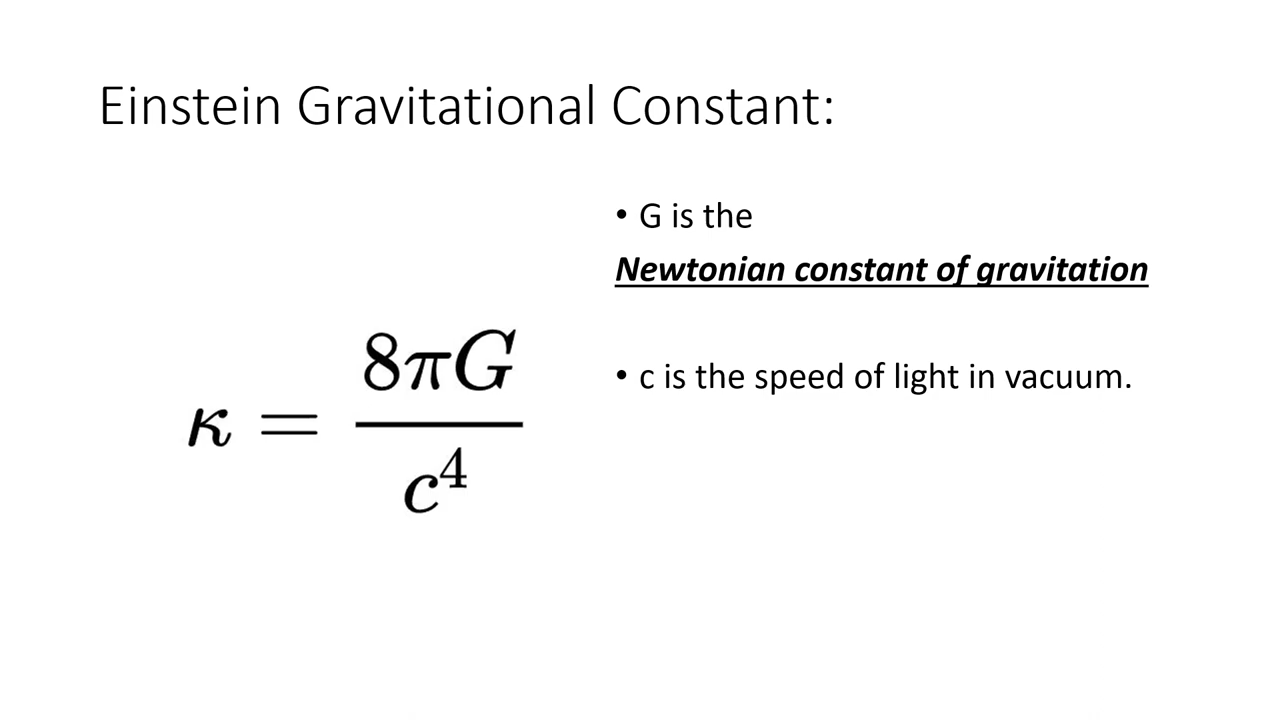 Einstein Gravitational Constant:
• G is the
Newtonian constant of gravitation
κ = 8πG / c⁴
• c is the speed of light in vacuum.